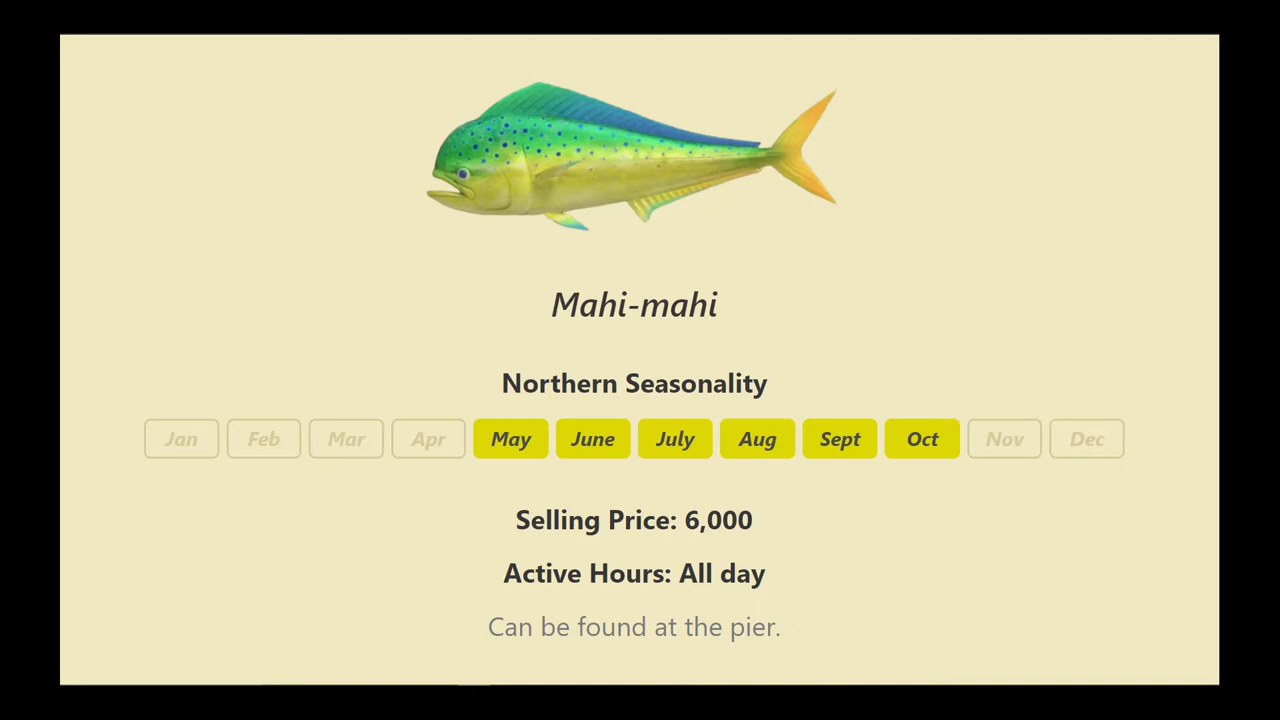 Mahi-mahi
Northern Seasonality
Jan Feb Mar Apr May June July Aug Sept Oct Nov Dec
Selling Price: 6,000
Active Hours: All day
Can be found at the pier.